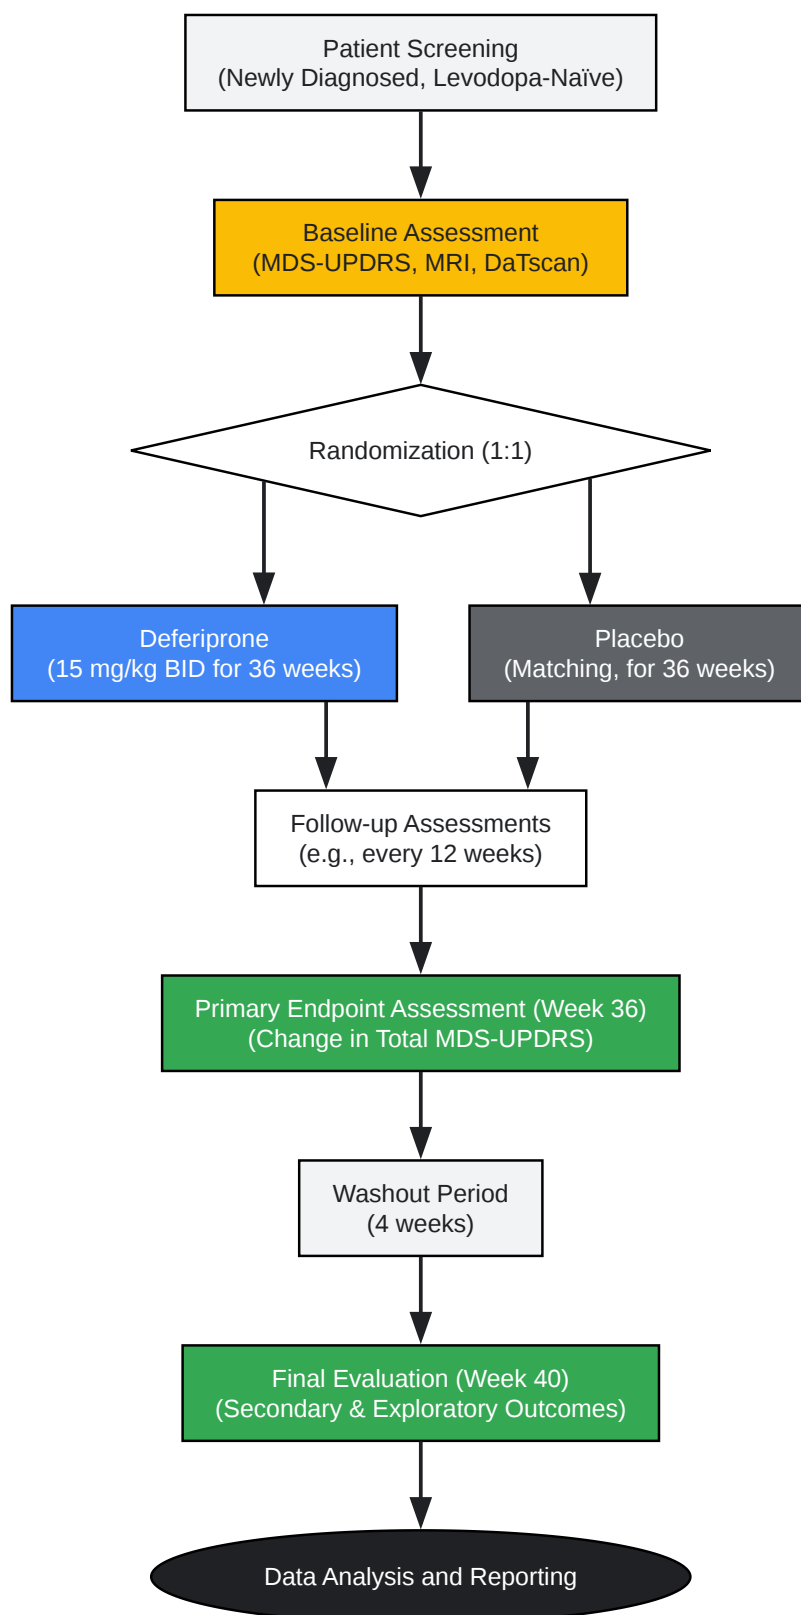 Patient Screening
(Newly Diagnosed, Levodopa-Naïve)
Baseline Assessment
(MDS-UPDRS, MRI, DaTscan)
Randomization (1:1)
Deferiprone
(15 mg/kg BID for 36 weeks)
Placebo
(Matching, for 36 weeks)
Follow-up Assessments
(e.g., every 12 weeks)
Primary Endpoint Assessment (Week 36)
(Change in Total MDS-UPDRS)
Washout Period
(4 weeks)
Final Evaluation (Week 40)
(Secondary & Exploratory Outcomes)
Data Analysis and Reporting